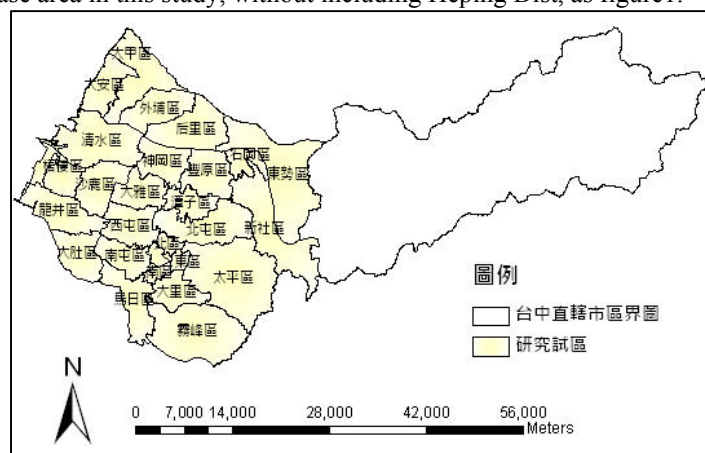 ase area in this study, without including Heping Dist, as figure1.
大甲區
大安區
外埔區
后里區
清水區
石岡區
神岡區
豐原區
東勢區
梧棲區
沙鹿區
大雅區
潭子區
龍井區
西屯區
北屯區
新社區
北區
大肚區
南屯區
東區
南區
太平區
大里區
烏日區
霧峰區
圖例
台中直轄市區界圖
研究試區
N
0 7,000 14,000 28,000 42,000 56,000
Meters